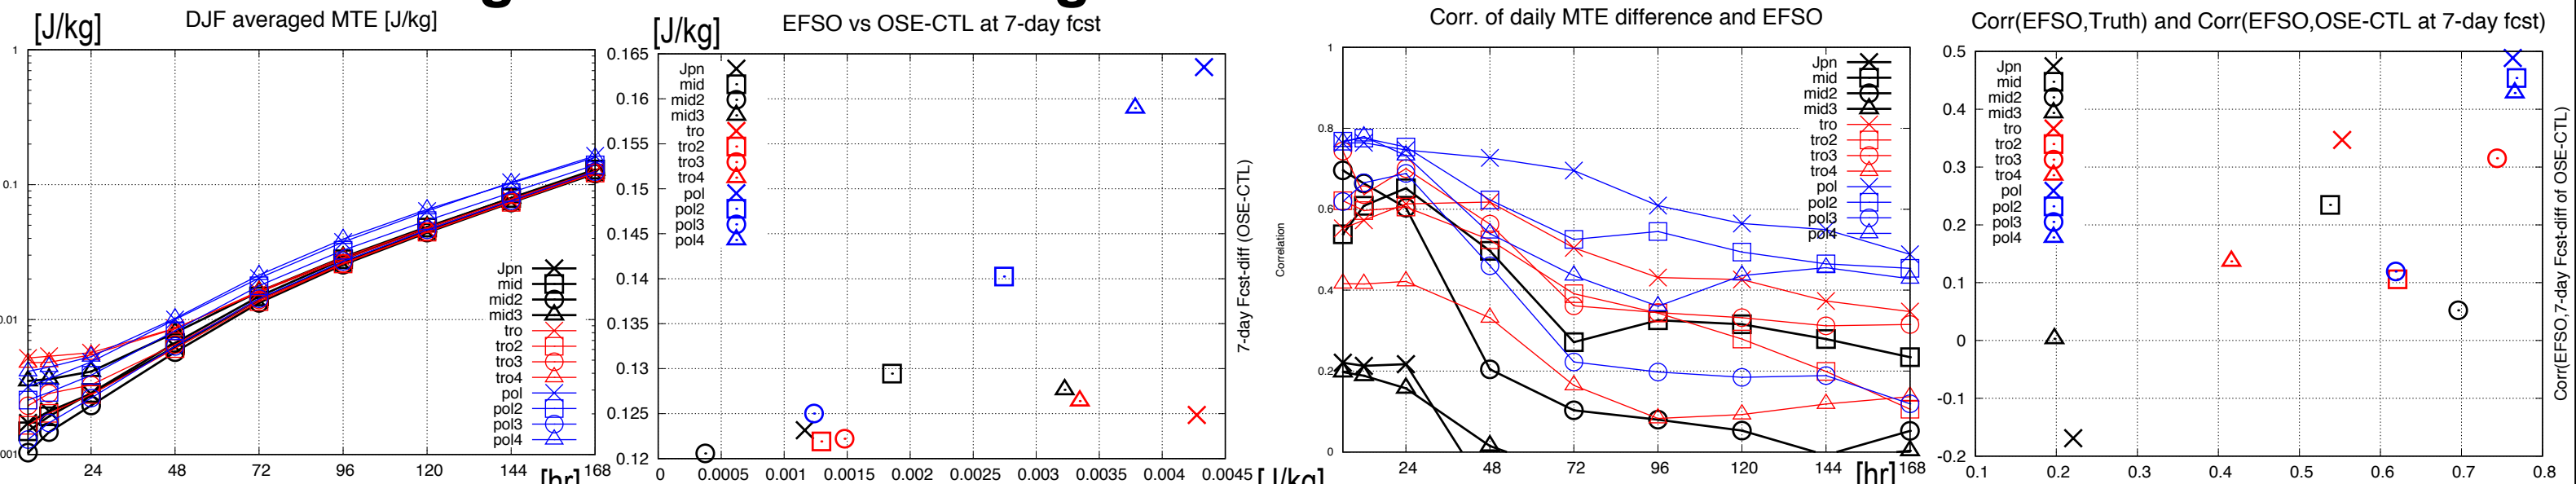 DJF averaged MTE [J/kg]
[J/kg]
1
0.1
0.01
001
24 48 72 96 120 144 168
[hr]
Jpn
mid
mid2
mid3
tro
tro2
tro3
tro4
pol
pol2
pol3
pol4
EFSO vs OSE-CTL at 7-day fcst
[J/kg]
0.165
0.16
0.155
0.15
0.145
0.14
0.135
0.13
0.125
0.12
0 0.0005 0.001 0.0015 0.002 0.0025 0.003 0.0035 0.004 0.0045
[J/kg]
Jpn
mid
mid2
mid3
tro
tro2
tro3
tro4
pol
pol2
pol3
pol4
7-day Fcst-diff (OSE-CTL)
Corr. of daily MTE difference and EFSO
Correlation
1
0.8
0.6
0.4
0.2
0
24 48 72 96 120 144 168
[hr]
Jpn
mid
mid2
mid3
tro
tro2
tro3
tro4
pol
pol2
pol3
pol4
Corr(EFSO,Truth) and Corr(EFSO,OSE-CTL at 7-day fcst)
0.5
0.4
0.3
0.2
0.1
0
-0.1
-0.2
0.1 0.2 0.3 0.4 0.5 0.6 0.7 0.8
Jpn
mid
mid2
mid3
tro
tro2
tro3
tro4
pol
pol2
pol3
pol4
Corr(EFSO,7-day Fcst-diff of OSE-CTL)